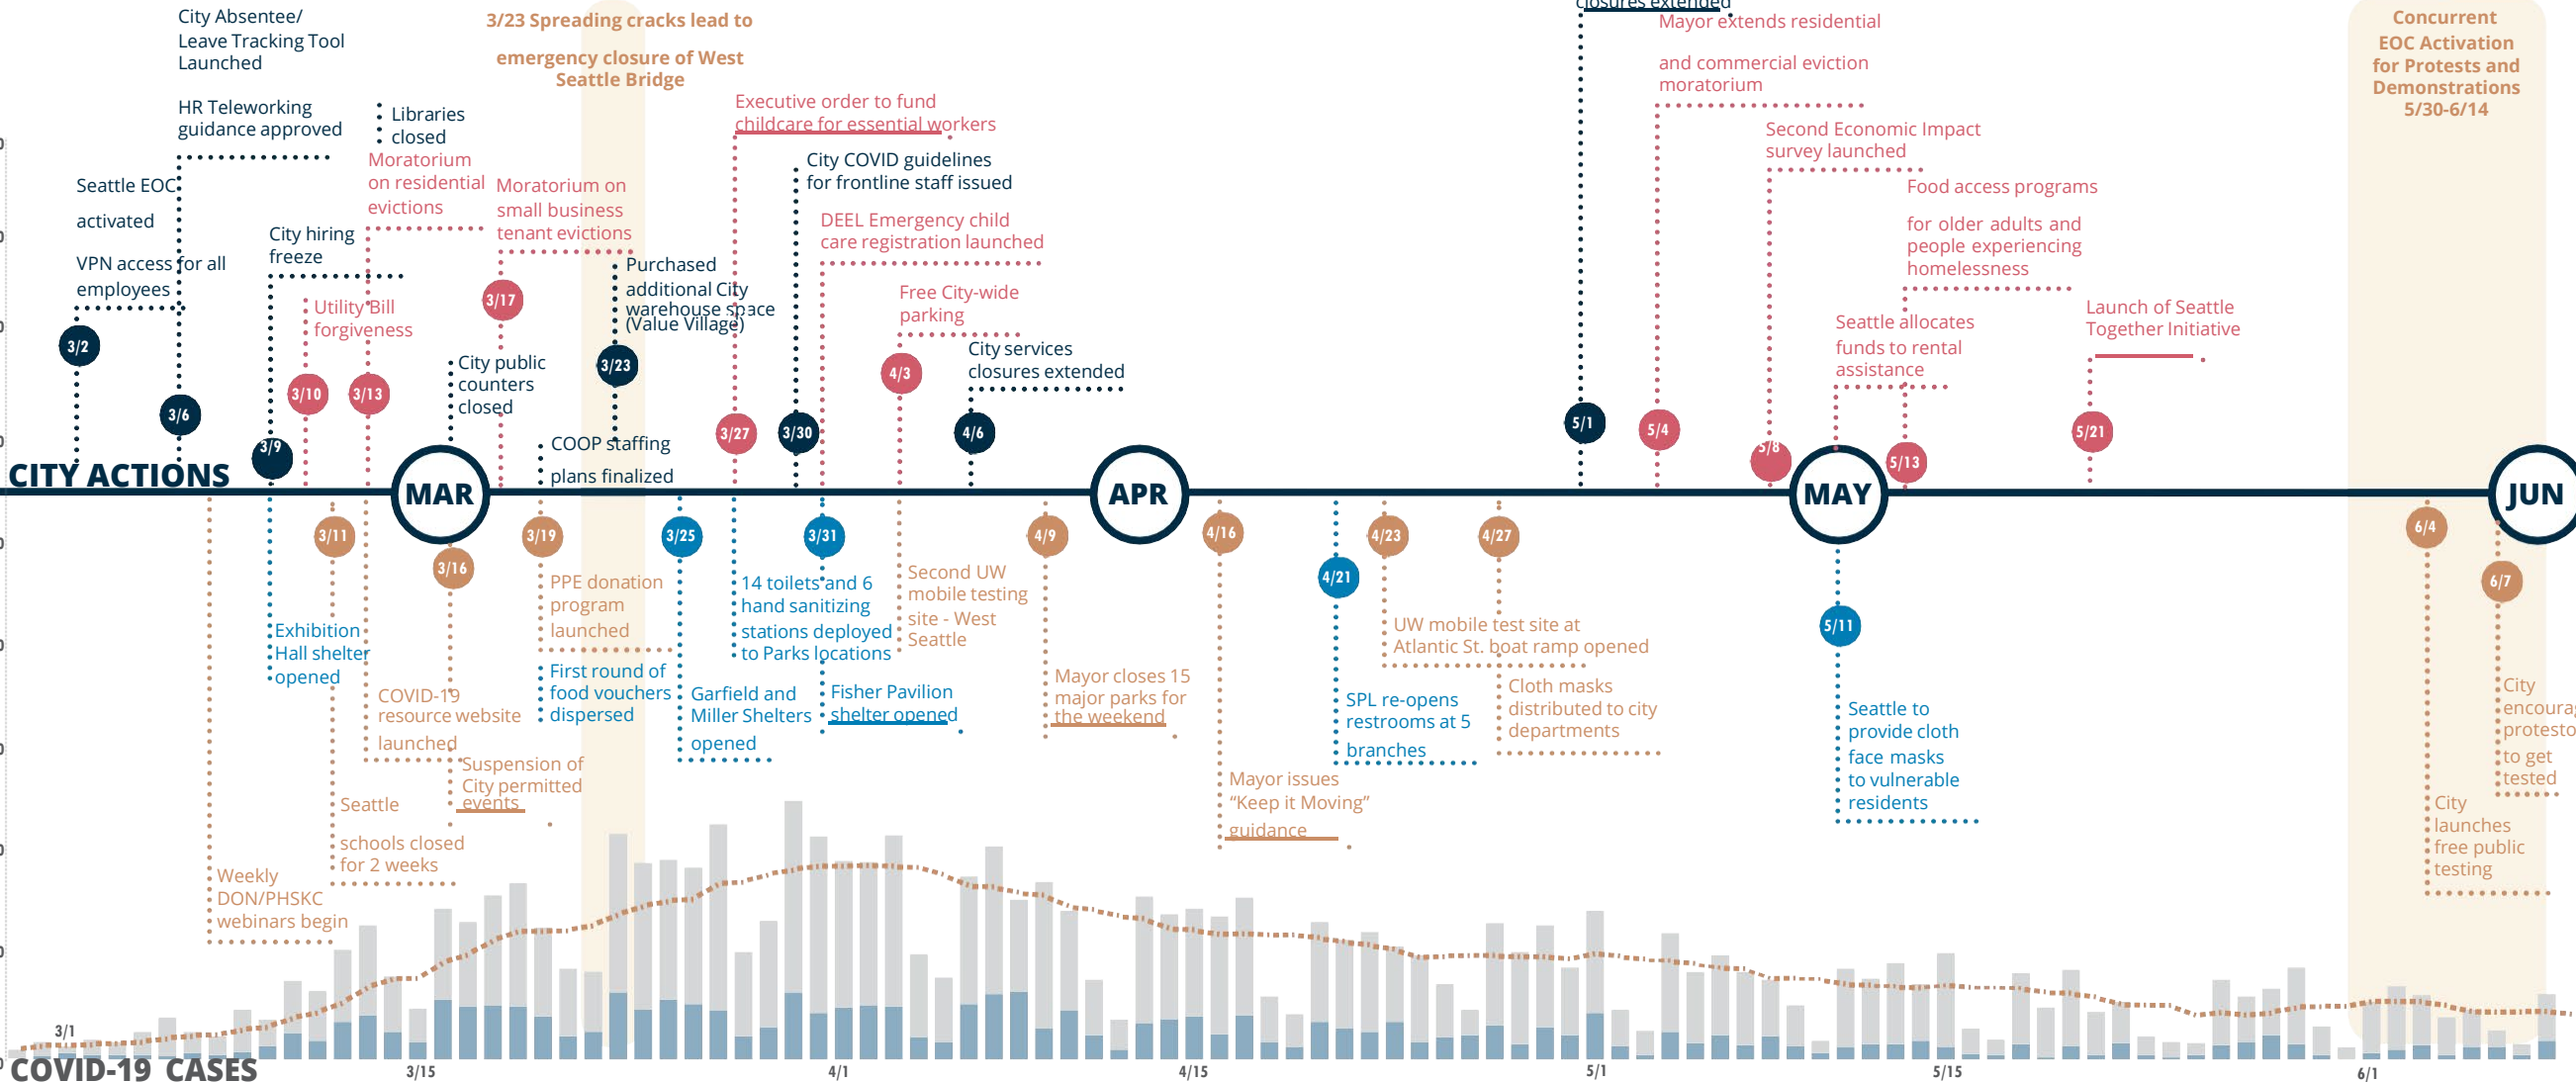 City Absentee/
Leave Tracking Tool
Launched
HR Teleworking
guidance approved
Seattle EOC
activated
VPN access for all
employees
3/2
3/6
Libraries
closed
City hiring
freeze
3/9
Utility Bill
forgiveness
3/10
Moratorium
on residential
evictions
3/13
City public
counters
closed
Moratorium on
small business
tenant evictions
3/17
COOP staffing
plans finalized
3/23 Spreading cracks lead to
emergency closure of West
Seattle Bridge
Purchased
additional City
warehouse space
(Value Village)
3/23
Executive order to fund
childcare for essential workers
3/27
City COVID guidelines
for frontline staff issued
3/30
DEEL Emergency child
care registration launched
Free City-wide
parking
4/3
City services
closures extended
4/6
closures extended
5/1
Mayor extends residential
and commercial eviction
moratorium
5/4
Second Economic Impact
survey launched
5/8
Seattle allocates
funds to rental
assistance
Food access programs
for older adults and
people experiencing
homelessness
5/13
Launch of Seattle
Together Initiative
5/21
Concurrent
EOC Activation
for Protests and
Demonstrations
5/30-6/14
CITY ACTIONS
MAR
APR
MAY
JUN
Weekly
DON/PHSKC
webinars begin
Exhibition
Hall shelter
opened
3/11
Seattle
schools closed
for 2 weeks
COVID-19
resource website
launched
3/16
Suspension of
City permitted
events
3/19
PPE donation
program
launched
First round of
food vouchers
dispersed
3/25
Garfield and
Miller Shelters
opened
14 toilets and 6
hand sanitizing
stations deployed
to Parks locations
3/31
Fisher Pavilion
shelter opened
Second UW
mobile testing
site - West
Seattle
4/9
Mayor closes 15
major parks for
the weekend
4/16
Mayor issues
“Keep it Moving”
guidance
4/21
SPL re-opens
restrooms at 5
branches
4/23
UW mobile test site at
Atlantic St. boat ramp opened
4/27
Cloth masks
distributed to city
departments
5/11
Seattle to
provide cloth
face masks
to vulnerable
residents
6/4
City
launches
free public
testing
6/7
City
encourag
protesto
to get
tested
3/1
COVID-19 CASES
3/15
4/1
4/15
5/1
5/15
6/1